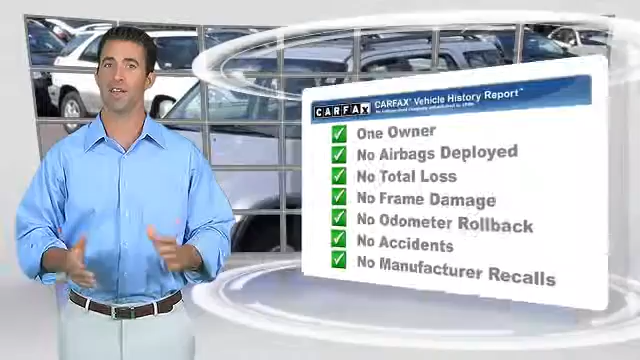 CARFAX CARFAX Vehicle History Report™
One Owner
No Airbags Deployed
No Total Loss
No Frame Damage
No Odometer Rollback
No Accidents
No Manufacturer Recalls